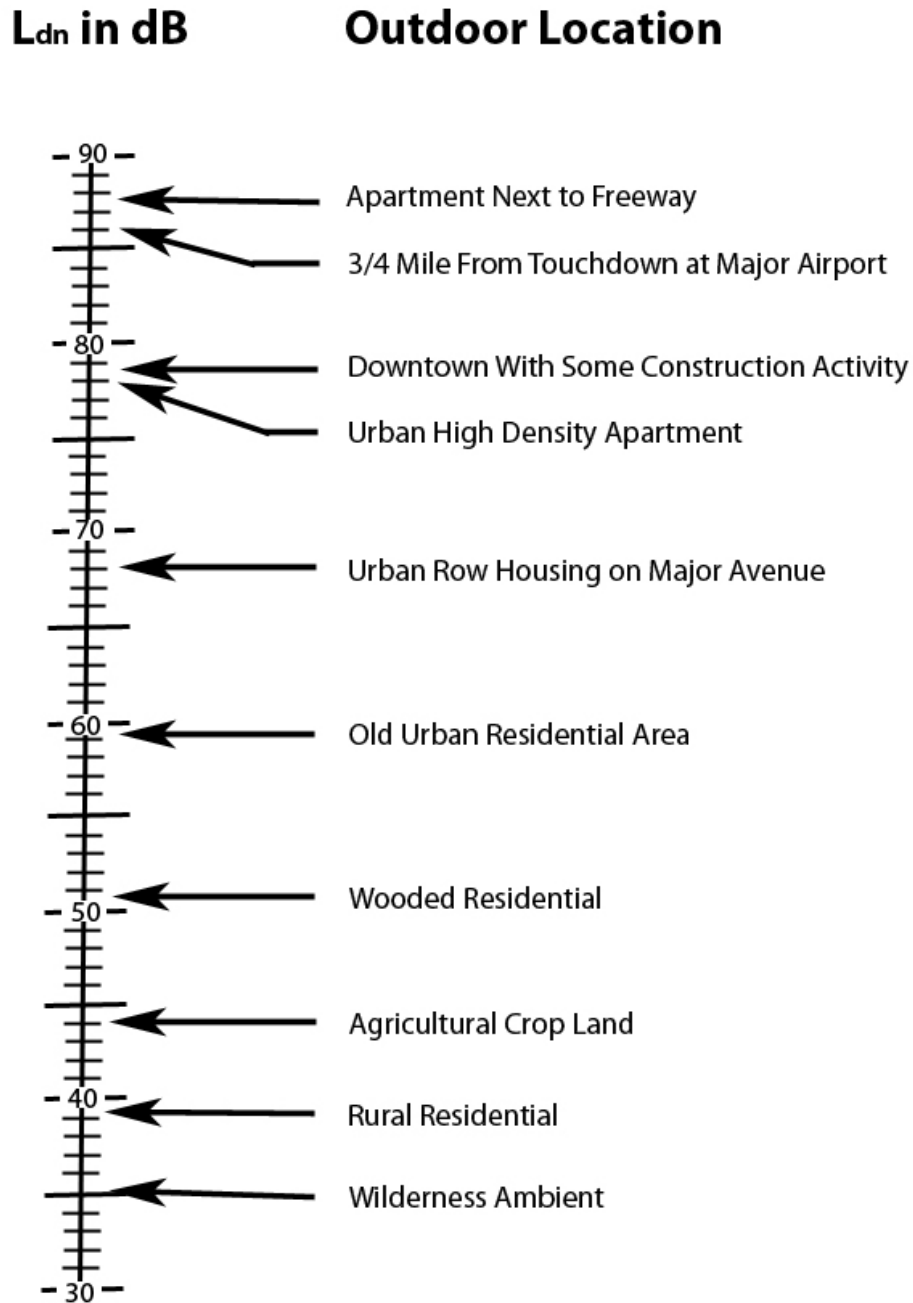 Ldn in dB Outdoor Location
90
Apartment Next to Freeway
3/4 Mile From Touchdown at Major Airport
80
Downtown With Some Construction Activity
Urban High Density Apartment
70
Urban Row Housing on Major Avenue
60
Old Urban Residential Area
Wooded Residential
50
Agricultural Crop Land
40
Rural Residential
Wilderness Ambient
30